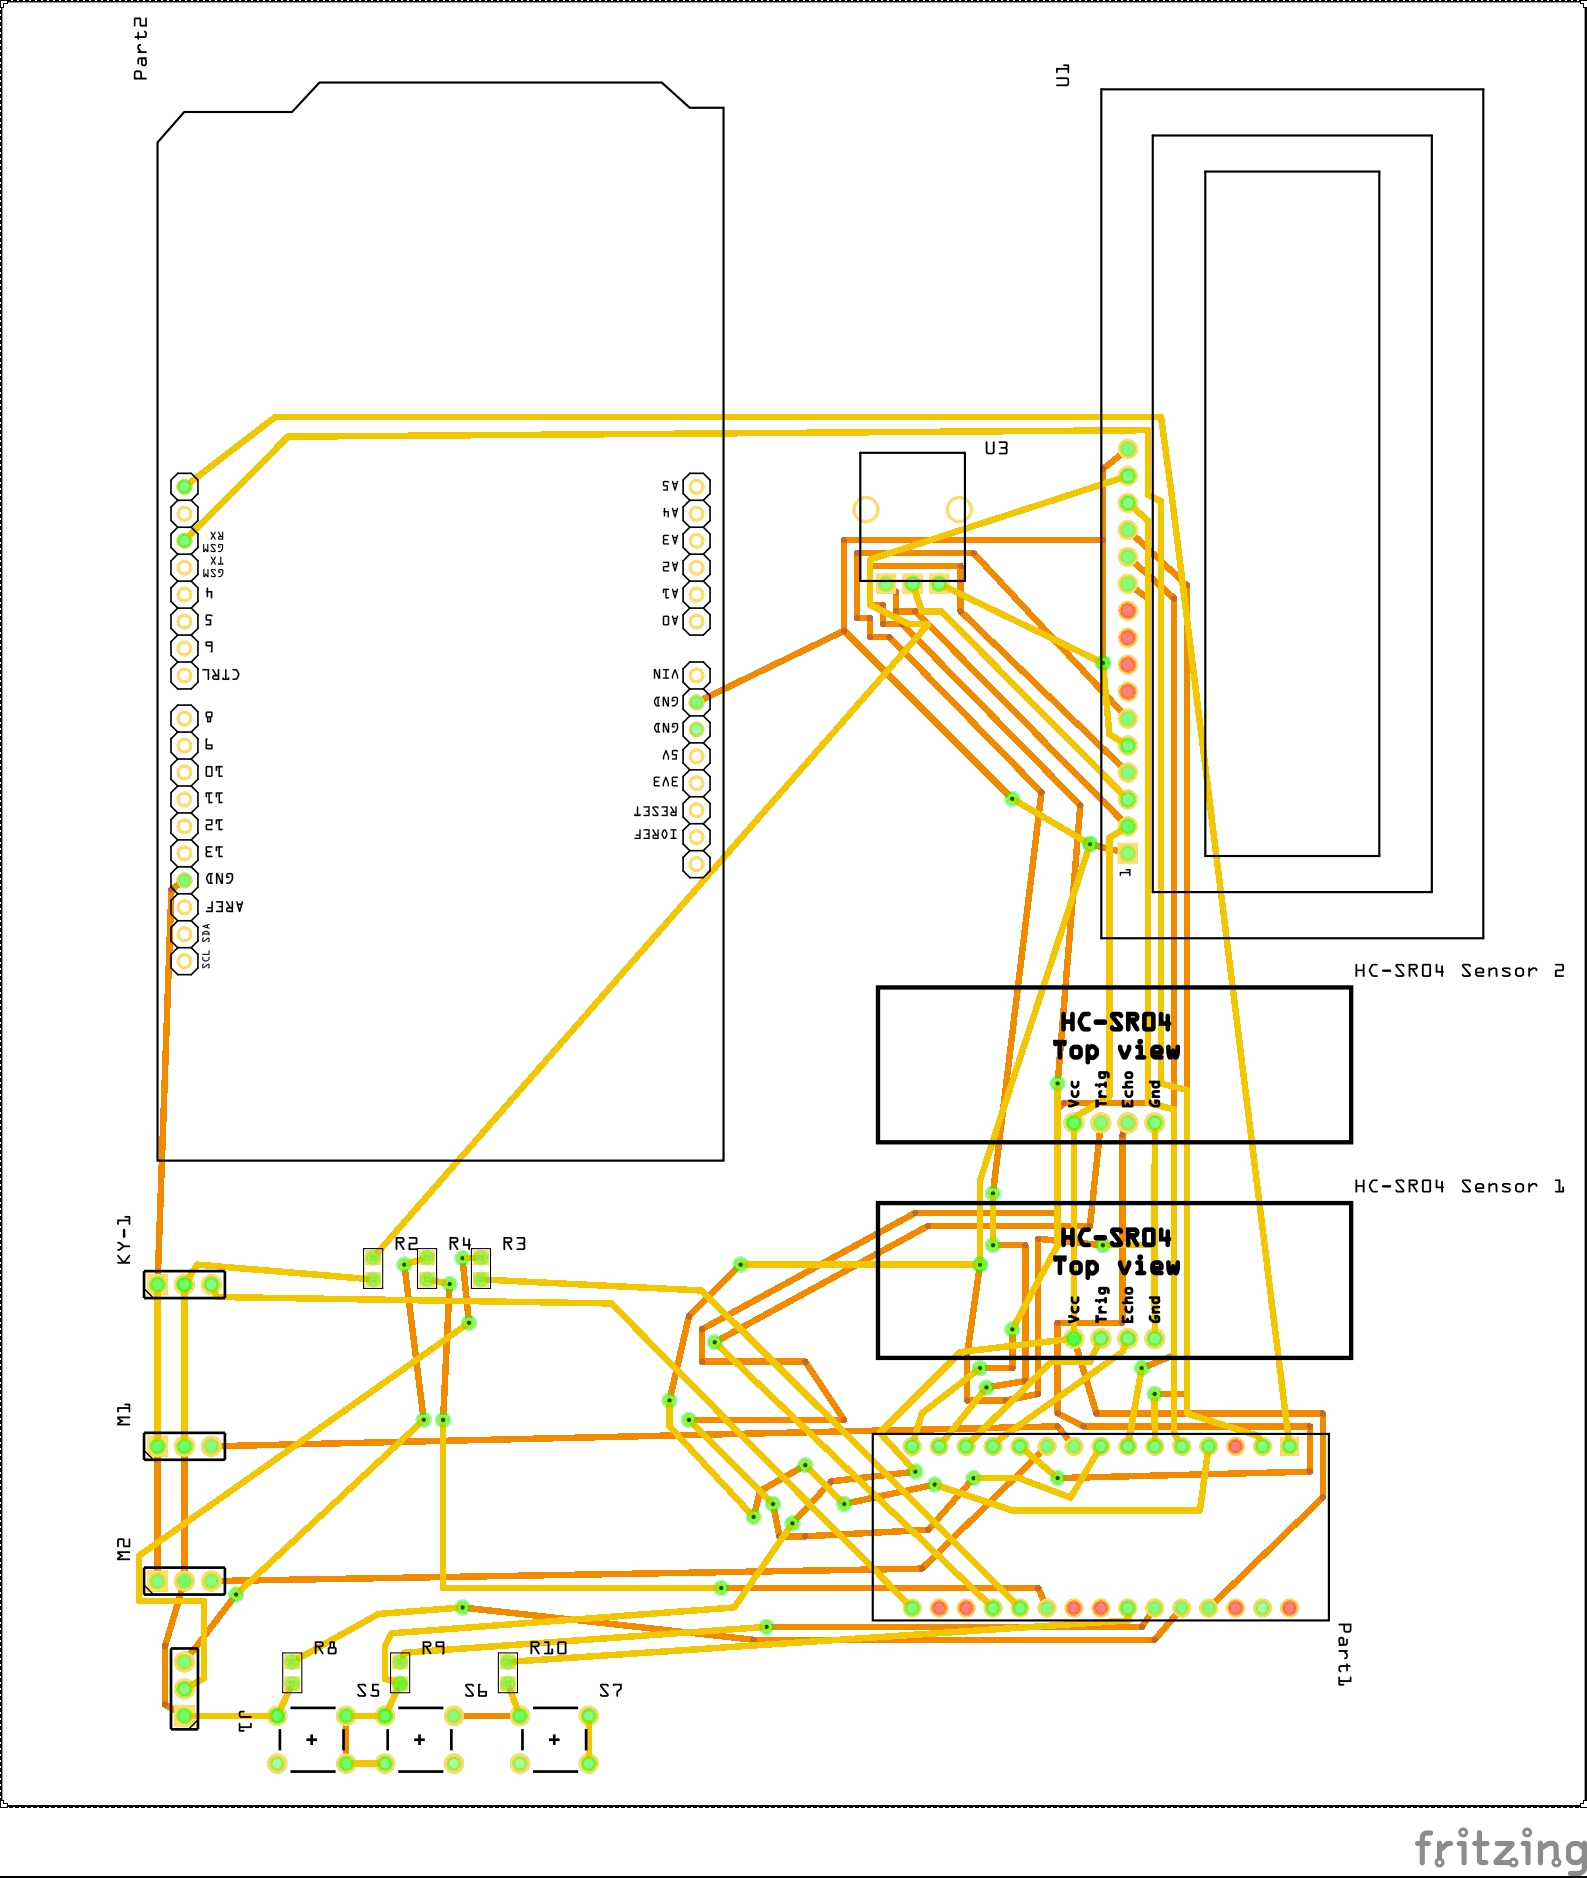 Part2
U1
U3
RX
GSM
TX
GSM
4
5
6
CTRL
8
9
10
11
12
13
GND
AREF
SCL SDA
A5
A4
A3
A2
A1
A0
VIN
GND
GND
5V
3V3
RESET
IOREF
1
HC-SR04 Sensor 2
HC-SR04
Top view
Vcc
Trig
Echo
Gnd
HC-SR04 Sensor 1
HC-SR04
Top view
Vcc
Trig
Echo
Gnd
KY-1
R2
R4
R3
M1
M2
Part1
R8
R9
R10
S5
S6
S7
J1
+
+
+
fritzing